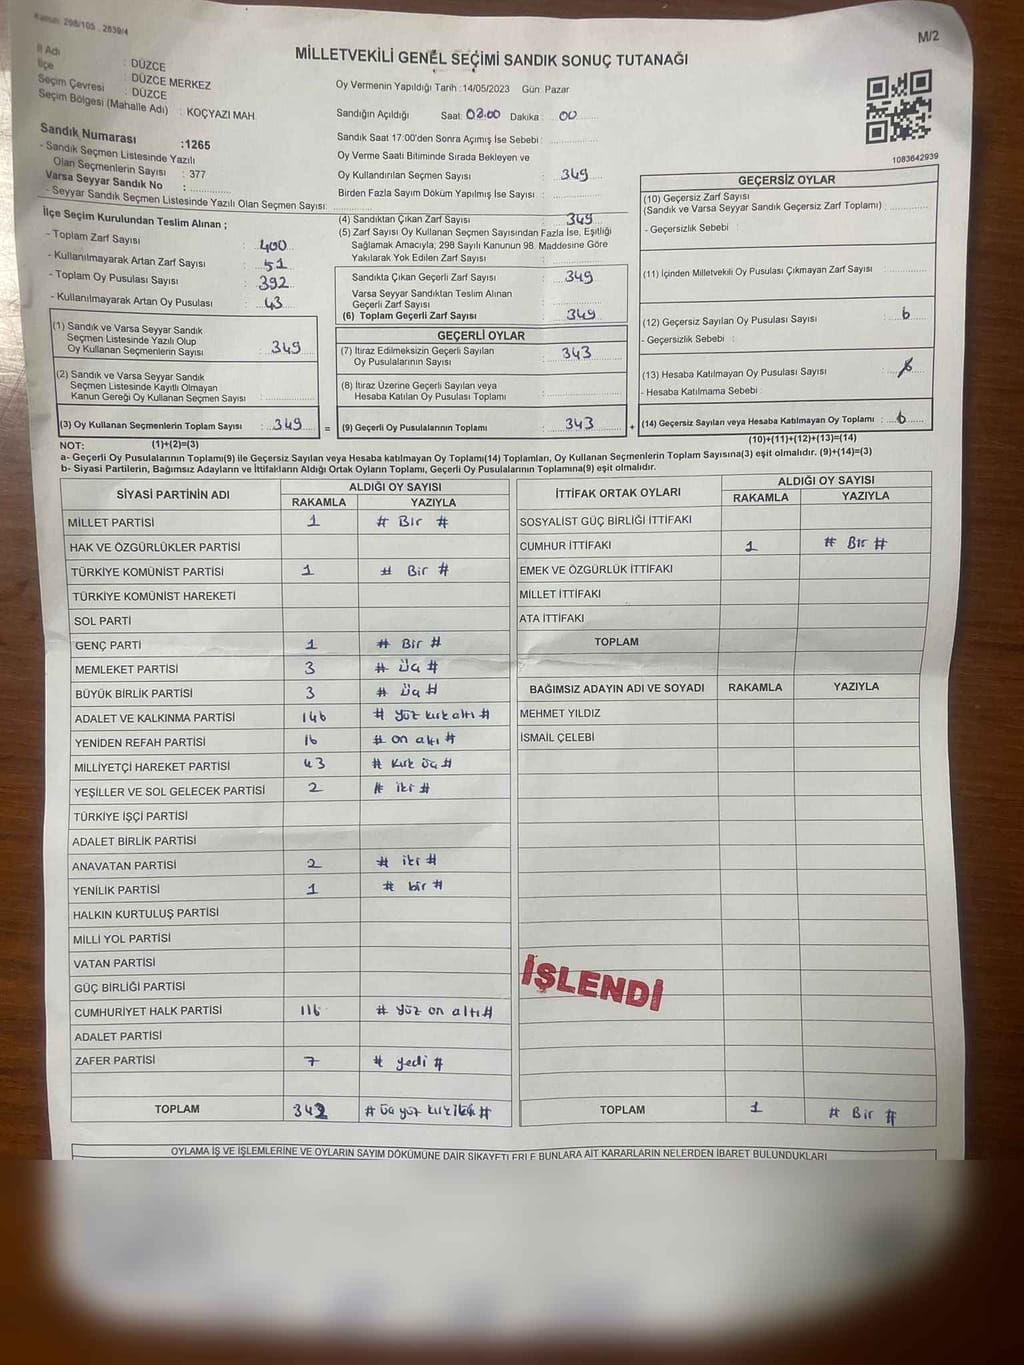 Kanun: 298/105 , 2839/4
M/2
MİLLETVEKİLİ GENEL SEÇİMİ SANDIK SONUÇ TUTANAĞI
İl Adı : DÜZCE
İlçe : DÜZCE MERKEZ
Seçim Çevresi : DÜZCE
Seçim Bölgesi (Mahalle Adı) : KOÇYAZI MAH.
Oy Vermenin Yapıldığı Tarih :14/05/2023 Gün: Pazar
Sandığın Açıldığı Saat: 08.00 Dakika : 00
Sandık Saat 17:00'den Sonra Açımış İse Sebebi :
Oy Verme Saati Bitiminde Sırada Bekleyen ve
Oy Kullandırılan Seçmen Sayısı : 349
Birden Fazla Sayım Döküm Yapılmış İse Sayısı :
1083642939
Sandık Numarası :1265
- Sandık Seçmen Listesinde Yazılı
Olan Seçmenlerin Sayısı : 377
Varsa Seyyar Sandık No :
- Seyyar Sandık Seçmen Listesinde Yazılı Olan Seçmen Sayısı:
İlçe Seçim Kurulundan Teslim Alınan ;
- Toplam Zarf Sayısı : 400
- Kullanılmayarak Artan Zarf Sayısı : 51
- Toplam Oy Pusulası Sayısı : 392
- Kullanılmayarak Artan Oy Pusulası : 43
(1) Sandık ve Varsa Seyyar Sandık
Seçmen Listesinde Yazılı Olup
Oy Kullanan Seçmenlerin Sayısı : 349
(2) Sandık ve Varsa Seyyar Sandık
Seçmen Listesinde Kayıtlı Olmayan
Kanun Gereği Oy Kullanan Seçmen Sayısı :
(3) Oy Kullanan Seçmenlerin Toplam Sayısı : 349 =
(4) Sandıktan Çıkan Zarf Sayısı : 349
(5) Zarf Sayısı Oy Kullanan Seçmen Sayısından Fazla İse, Eşitliği
Sağlamak Amacıyla; 298 Sayılı Kanunun 98. Maddesine Göre
Yakılarak Yok Edilen Zarf Sayısı :
Sandıkta Çıkan Geçerli Zarf Sayısı : 349
Varsa Seyyar Sandıktan Teslim Alınan
Geçerli Zarf Sayısı :
(6) Toplam Geçerli Zarf Sayısı : 349
GEÇERLİ OYLAR
(7) İtiraz Edilmeksizin Geçerli Sayılan
Oy Pusulalarının Sayısı : 343
(8) İtiraz Üzerine Geçerli Sayılan veya
Hesaba Katılan Oy Pusulası Toplamı :
(9) Geçerli Oy Pusulalarının Toplamı : 343 +
GEÇERSİZ OYLAR
(10) Geçersiz Zarf Sayısı
(Sandık ve Varsa Seyyar Sandık Geçersiz Zarf Toplamı) :
- Geçersizlik Sebebi :
(11) İçinden Milletvekili Oy Pusulası Çıkmayan Zarf Sayısı :
(12) Geçersiz Sayılan Oy Pusulası Sayısı : 6
- Geçersizlik Sebebi :
(13) Hesaba Katılmayan Oy Pusulası Sayısı :
- Hesaba Katılmama Sebebi :
(14) Geçersiz Sayılan veya Hesaba Katılmayan Oy Toplamı : 6
NOT: (1)+(2)=(3)
(10)+(11)+(12)+(13)=(14)
a- Geçerli Oy Pusulalarının Toplamı(9) ile Geçersiz Sayılan veya Hesaba katılmayan Oy Toplamı(14) Toplamları, Oy Kullanan Seçmenlerin Toplam Sayısına(3) eşit olmalıdır. (9)+(14)=(3)
b- Siyasi Partilerin, Bağımsız Adayların ve İttifakların Aldığı Ortak Oyların Toplamı, Geçerli Oy Pusulalarının Toplamına(9) eşit olmalıdır.
SİYASİ PARTİNİN ADI ALDIĞI OY SAYISI
RAKAMLA YAZIYLA
MİLLET PARTİSİ 1 # Bir #
HAK VE ÖZGÜRLÜKLER PARTİSİ
TÜRKİYE KOMÜNİST PARTİSİ 1 # Bir #
TÜRKİYE KOMÜNİST HAREKETİ
SOL PARTİ
GENÇ PARTİ 1 # Bir #
MEMLEKET PARTİSİ 3 # Üç #
BÜYÜK BİRLİK PARTİSİ 3 # Üç #
ADALET VE KALKINMA PARTİSİ 146 # yüz kırk altı #
YENİDEN REFAH PARTİSİ 16 # on altı #
MİLLİYETÇİ HAREKET PARTİSİ 43 # kırk üç #
YEŞİLLER VE SOL GELECEK PARTİSİ 2 # iki #
TÜRKİYE İŞÇİ PARTİSİ
ADALET BİRLİK PARTİSİ
ANAVATAN PARTİSİ 2 # iki #
YENİLİK PARTİSİ 1 # bir #
HALKIN KURTULUŞ PARTİSİ
MİLLİ YOL PARTİSİ
VATAN PARTİSİ
GÜÇ BİRLİĞİ PARTİSİ
CUMHURİYET HALK PARTİSİ 116 # yüz on altı #
ADALET PARTİSİ
ZAFER PARTİSİ 7 # yedi #
TOPLAM 342 # üç yüz kırk iki #
İTTİFAK ORTAK OYLARI ALDIĞI OY SAYISI
RAKAMLA YAZIYLA
SOSYALİST GÜÇ BİRLİĞİ İTTİFAKI
CUMHUR İTTİFAKI 1 # Bir #
EMEK VE ÖZGÜRLÜK İTTİFAKI
MİLLET İTTİFAKI
ATA İTTİFAKI
TOPLAM
BAĞIMSIZ ADAYIN ADI VE SOYADI RAKAMLA YAZIYLA
MEHMET YILDIZ
İSMAİL ÇELEBİ
İŞLENDİ
TOPLAM 1 # Bir #
OYLAMA İŞ VE İŞLEMLERİNE VE OYLARIN SAYIM DÖKÜMÜNE DAİR ŞİKAYETLERLE BUNLARA AİT KARARLARIN NELERDEN İBARET BULUNDUKLARI